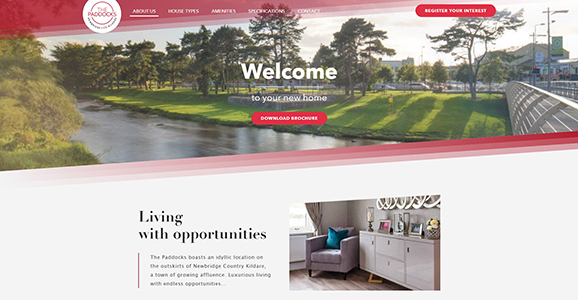 THE
PADDOCKS
ABOUT US
HOUSE TYPES
AMENITIES
SPECIFICATIONS
CONTACT
REGISTER YOUR INTEREST
Welcome
to your new home
DOWNLOAD BROCHURE
Living
with opportunities
The Paddocks boasts an idyllic location on
the outskirts of Newbridge Country Kildare,
a town of growing affluence. Luxurious living
with endless opportunities...